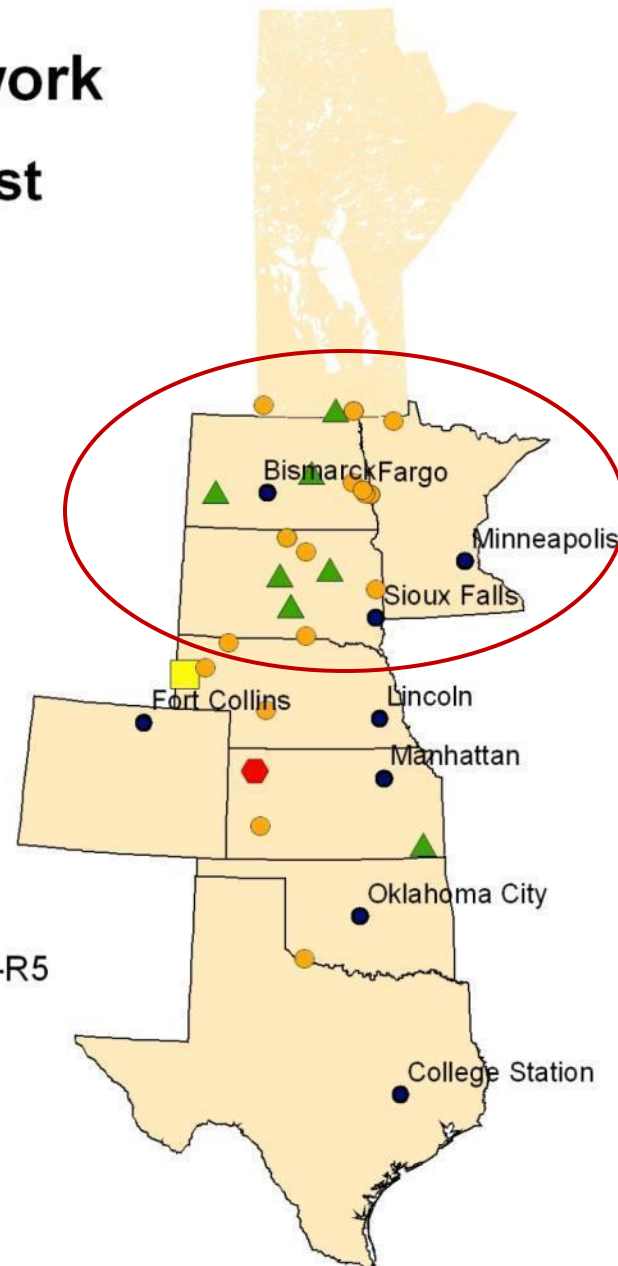 work
st
Bismarck Fargo
Minneapolis
Sioux Falls
Fort Collins
Lincoln
Manhattan
Oklahoma City
-R5
College Station